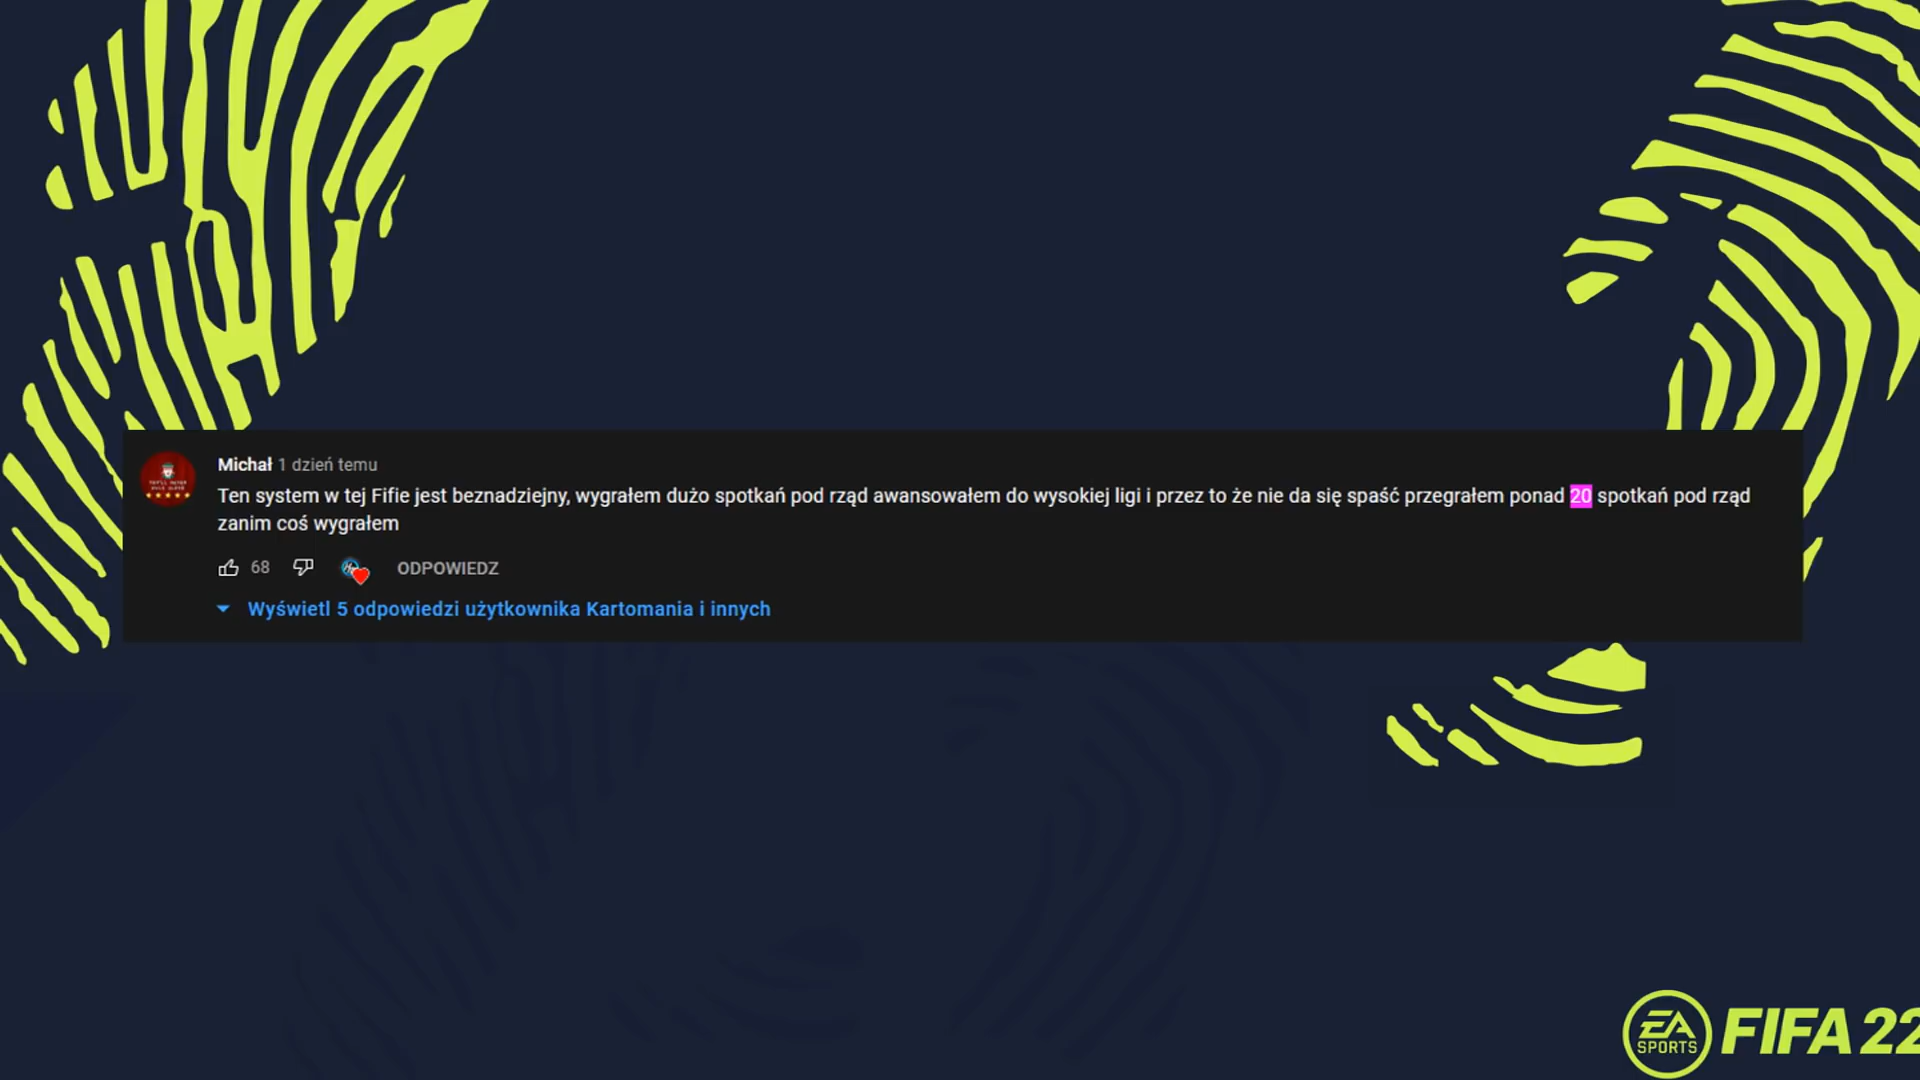 Michał 1 dzień temu
Ten system w tej Fifie jest beznadziejny, wygrałem dużo spotkań pod rząd awansowałem do wysokiej ligi i przez to że nie da się spaść przegrałem ponad 20 spotkań pod rząd
zanim coś wygrałem
68
ODPOWIEDZ
Wyświetl 5 odpowiedzi użytkownika Kartomania i innych
EA
SPORTS
FIFA 22